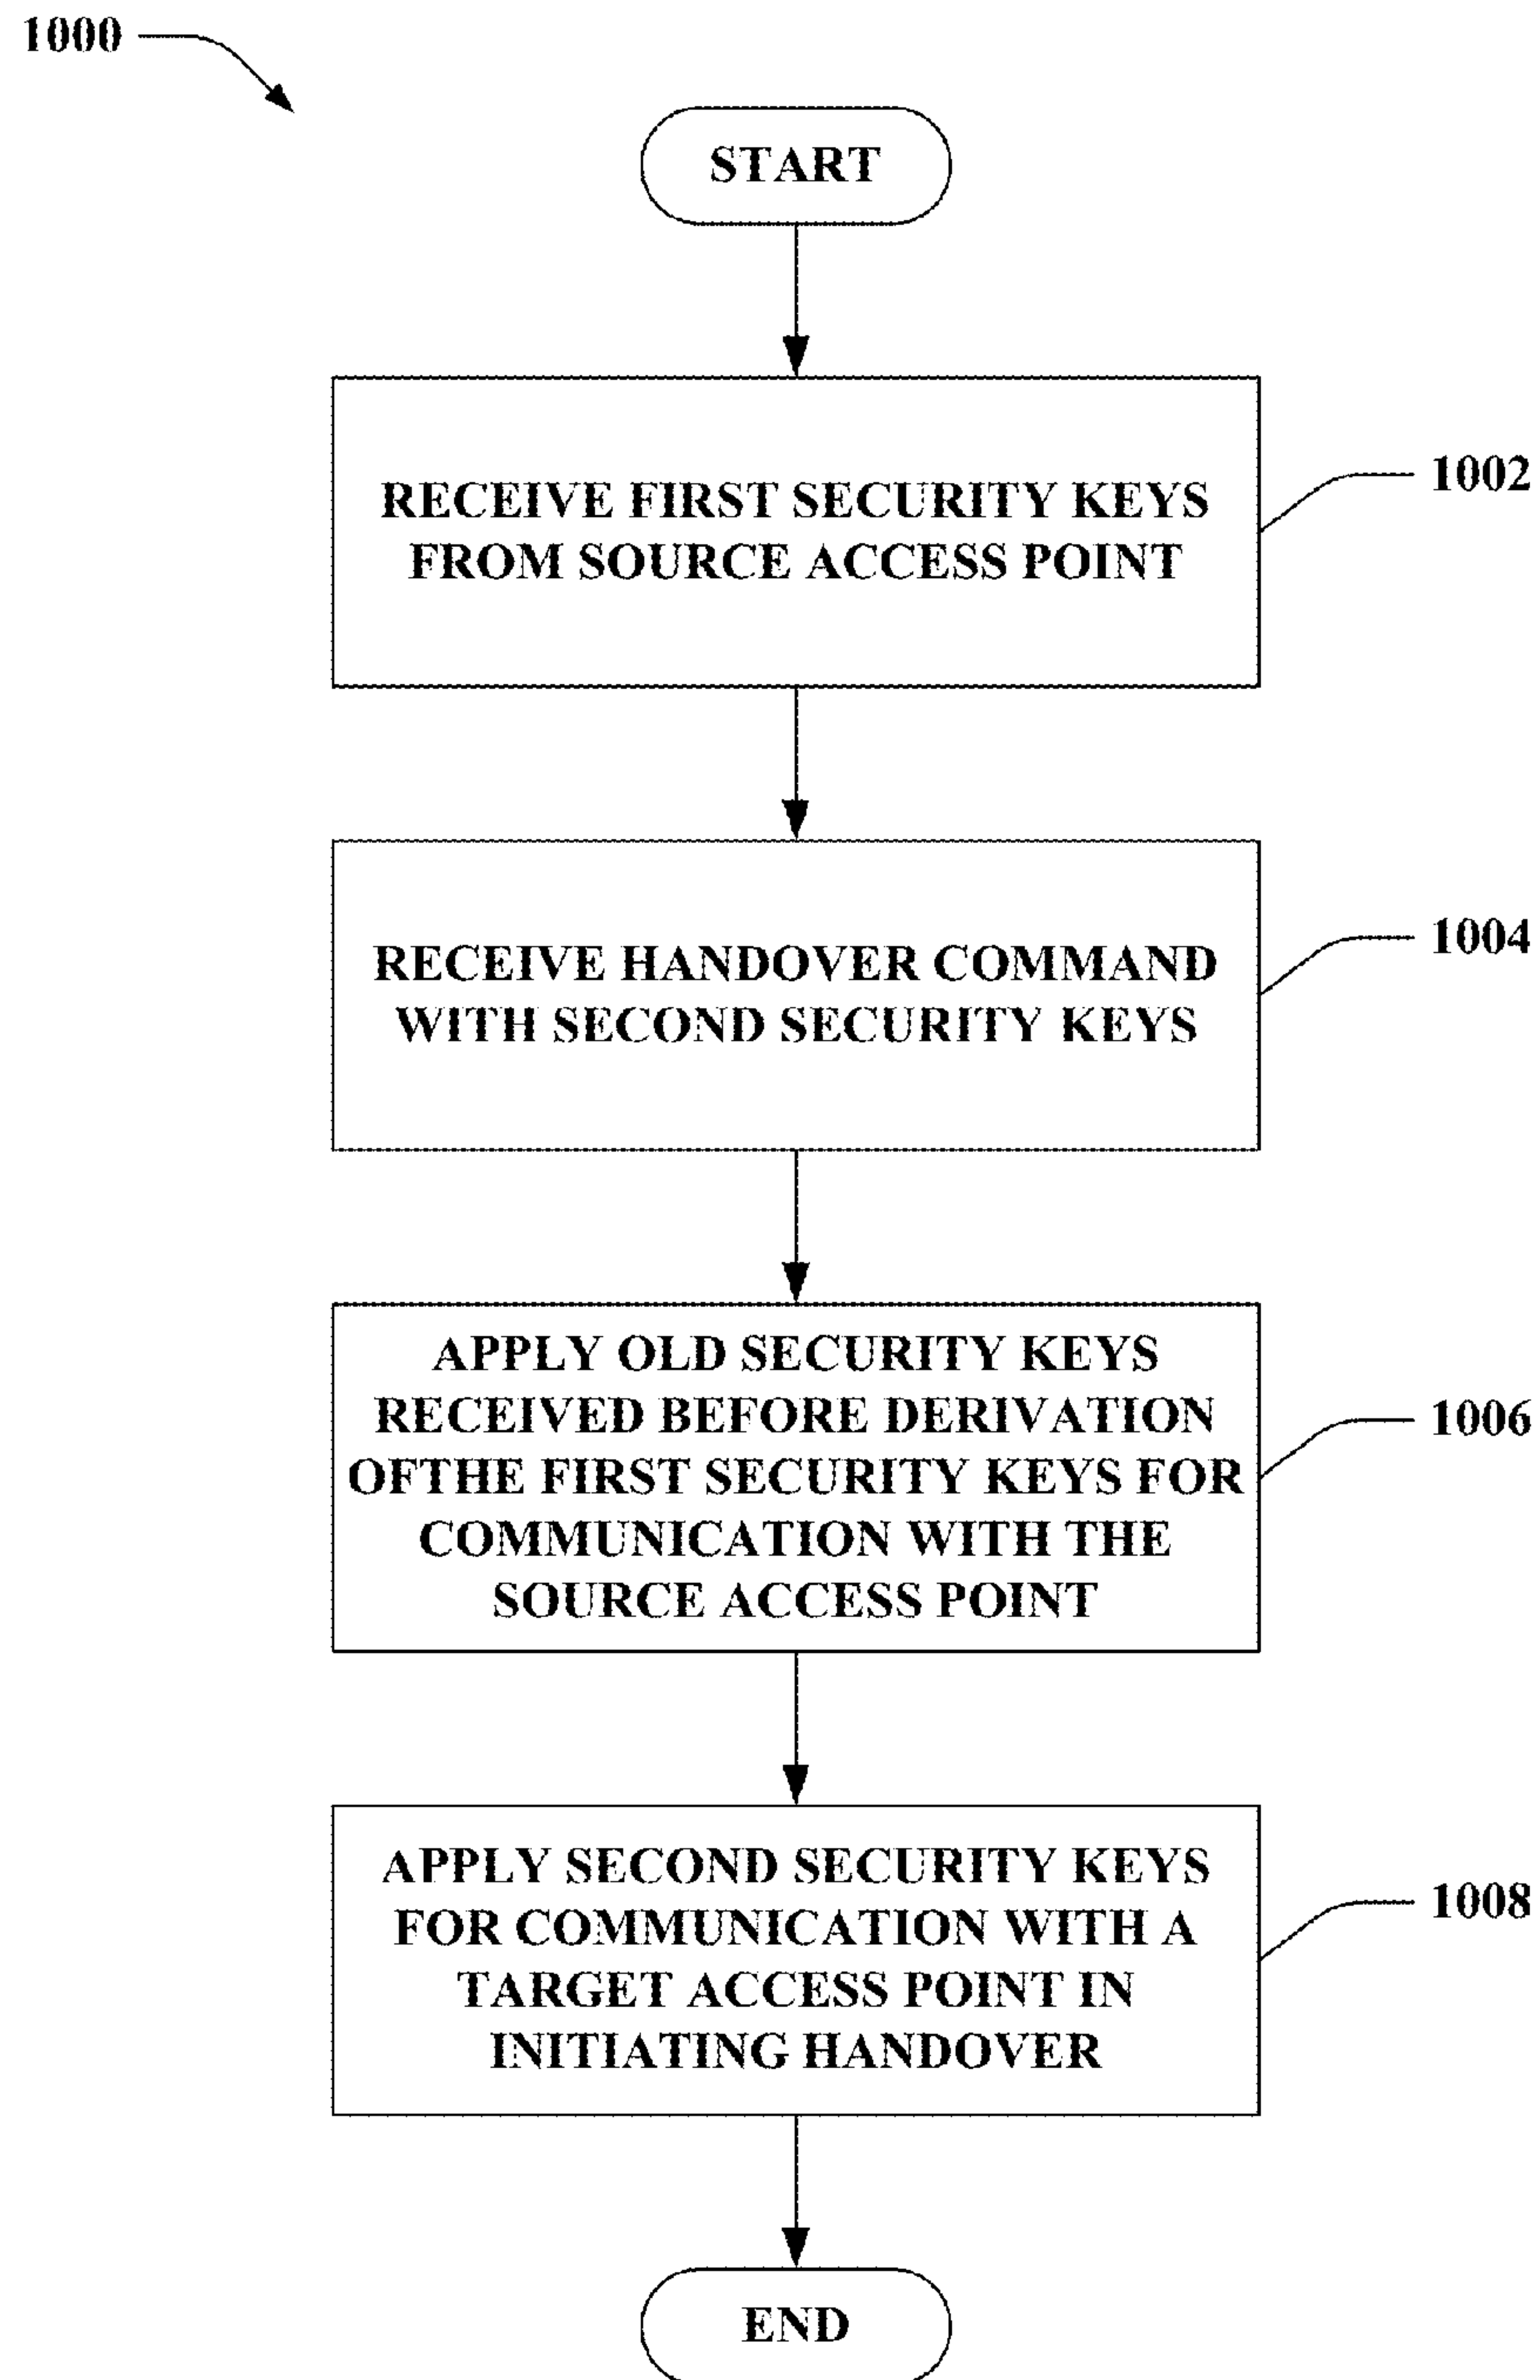 1000
START
RECEIVE FIRST SECURITY KEYS
FROM SOURCE ACCESS POINT
1002
RECEIVE HANDOVER COMMAND
WITH SECOND SECURITY KEYS
1004
APPLY OLD SECURITY KEYS
RECEIVED BEFORE DERIVATION
OFTHE FIRST SECURITY KEYS FOR
COMMUNICATION WITH THE
SOURCE ACCESS POINT
1006
APPLY SECOND SECURITY KEYS
FOR COMMUNICATION WITH A
TARGET ACCESS POINT IN
INITIATING HANDOVER
1008
END